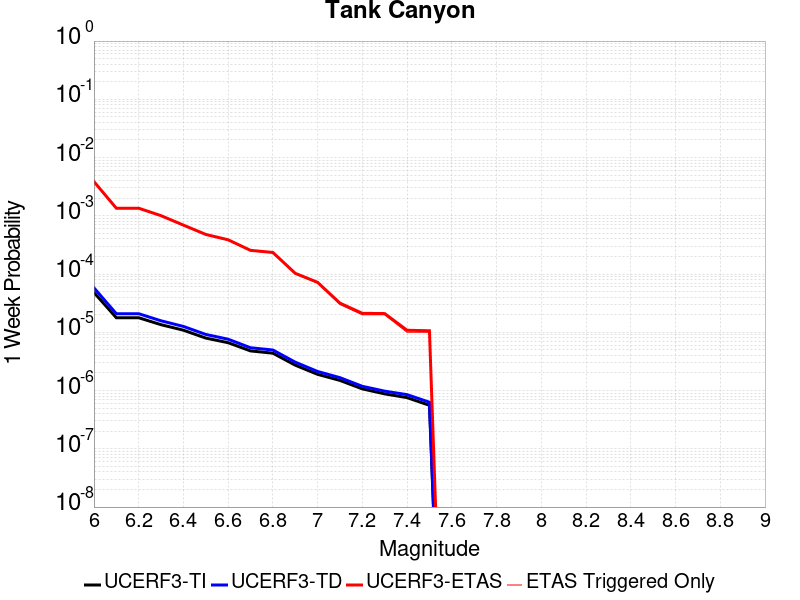 Tank Canyon
10^0
10^-1
10^-2
10^-3
10^-4
10^-5
10^-6
10^-7
10^-8
1 Week Probability
6 6.2 6.4 6.6 6.8 7 7.2 7.4 7.6 7.8 8 8.2 8.4 8.6 8.8 9
Magnitude
UCERF3-TI UCERF3-TD UCERF3-ETAS ETAS Triggered Only